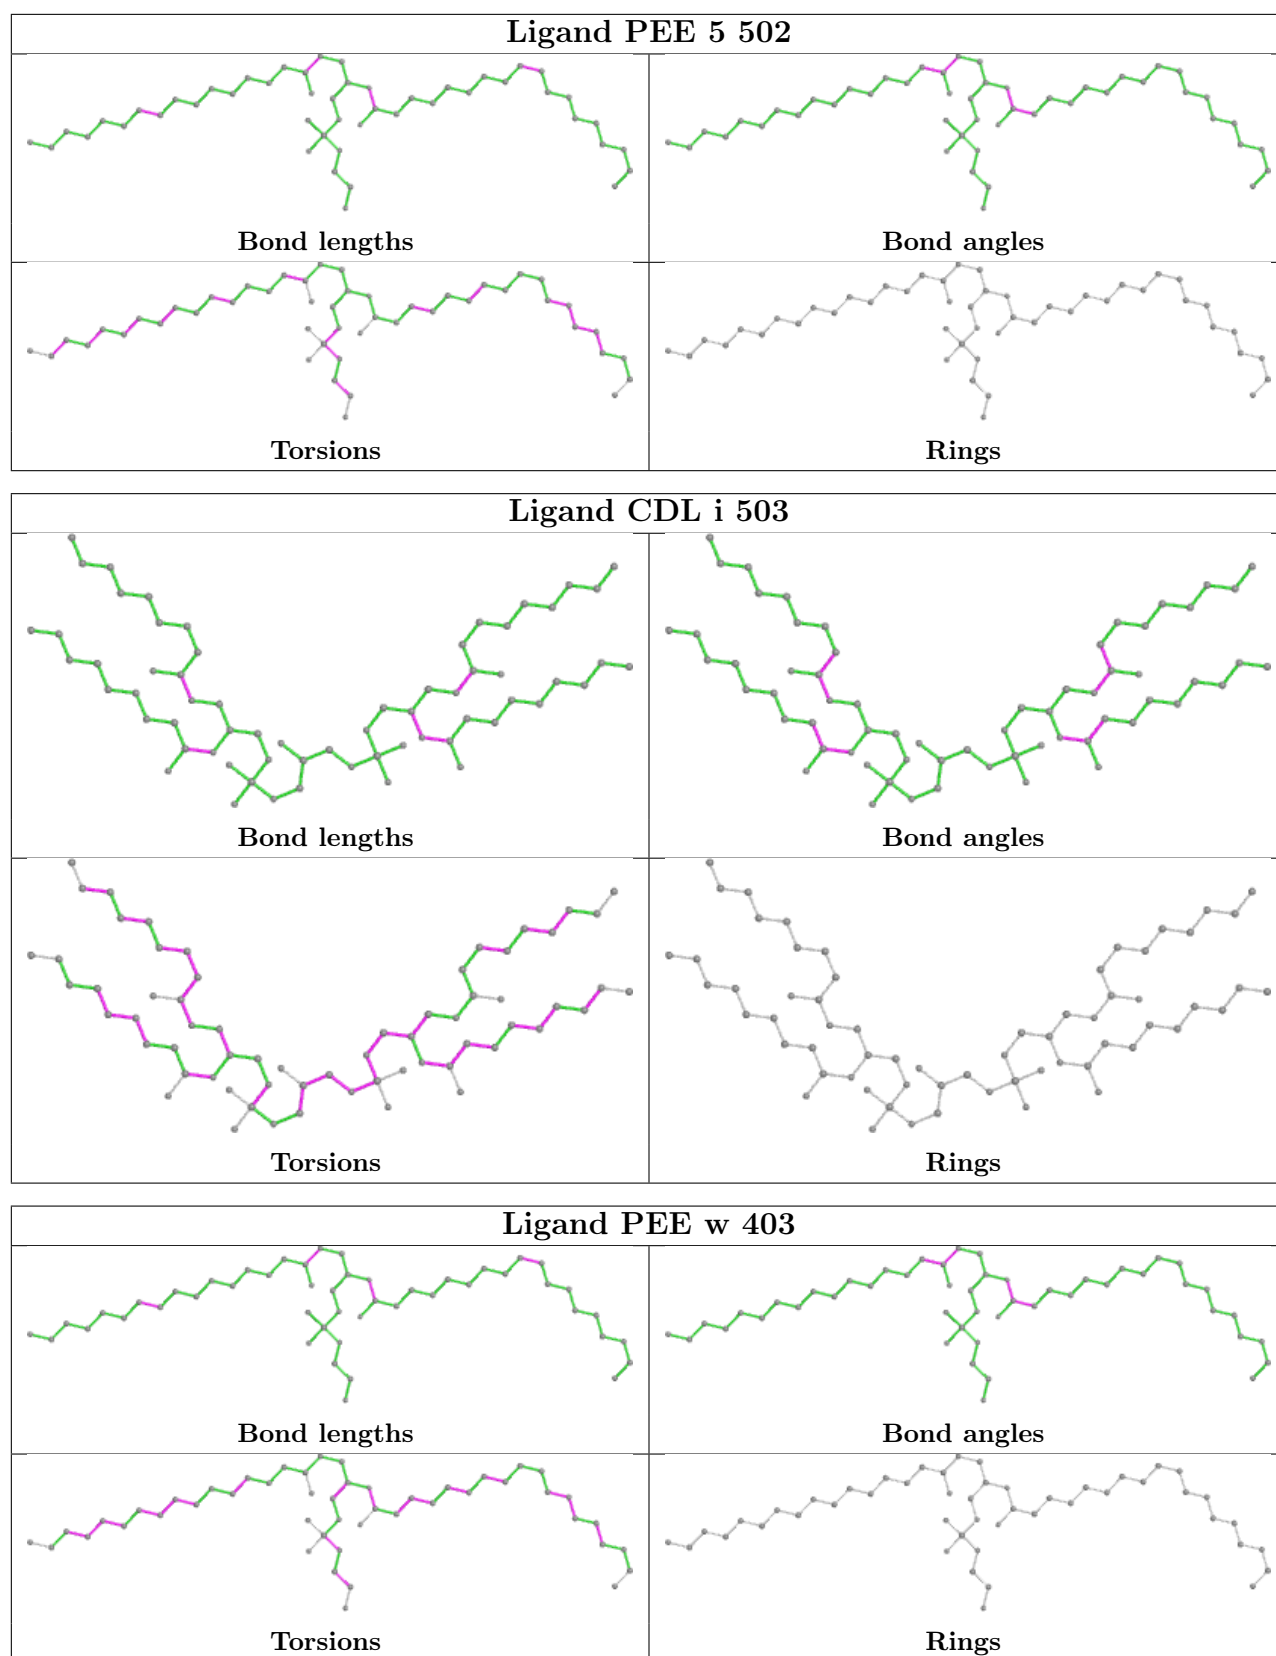 Ligand PEE 5 502
Bond lengths
Bond angles
Torsions
Rings
Ligand CDL i 503
Bond lengths
Bond angles
Torsions
Rings
Ligand PEE w 403
Bond lengths
Bond angles
Torsions
Rings